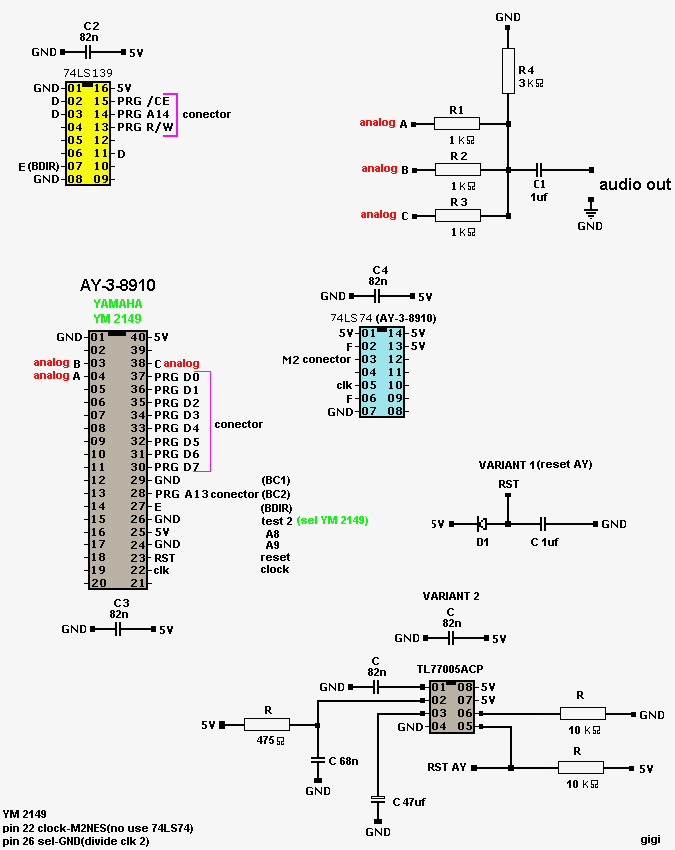 C2
82n
GND 5V
74LS139
GND 01 16 5V
D 02 15 PRG /CE
D 03 14 PRG A14 conector
04 13 PRG R/W
05 12
06 11 D
E (BDIR) 07 10
GND 08 09
GND
R4
3KΩ
analog A R1
1KΩ
analog B R2
1KΩ
analog C R3
1KΩ
C1
1uf
audio out
GND
AY-3-8910
YAMAHA
YM 2149
GND 01 40 5V
02 39
analog B 03 38 C analog
analog A 04 37 PRG D0
05 36 PRG D1
06 35 PRG D2
07 34 PRG D3
08 33 PRG D4
09 32 PRG D5
10 31 PRG D6
11 30 PRG D7
conector
12 29 GND (BC1)
13 28 PRG A13 conector (BC2)
14 27 E (BDIR)
15 26 GND test 2 (sel YM 2149)
16 25 5V A8
17 24 GND A9
18 23 RST reset
19 22 clk clock
20 21
C3
82n
GND 5V
C4
82n
GND 5V
74LS74 (AY-3-8910)
5V 01 14 5V
F 02 13 5V
M2 conector 03 12
04 11
clk 05 10
F 06 09
GND 07 08
VARIANT 1 (reset AY)
RST
5V GND
D1 C 1uf
VARIANT 2
C
82n
GND 5V
TL77005ACP
C
82n
GND 01 08 5V
02 07 5V
03 06
GND 04 05
R
10 KΩ
GND
R
475Ω
5V
C 68n
GND
C 47uf
GND
RST AY
R
10 KΩ
5V
YM 2149
pin 22 clock-M2NES(no use 74LS74)
pin 26 sel-GND(divide clk 2)
gigi